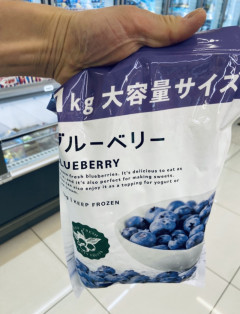 1kg 大容量サイズ
ブルーベリー
BLUEBERRY
fresh blueberries. It's delicious to eat as
and it's also perfect for making sweets.
also enjoy it as a topping for yogurt or
KEEP FROZEN